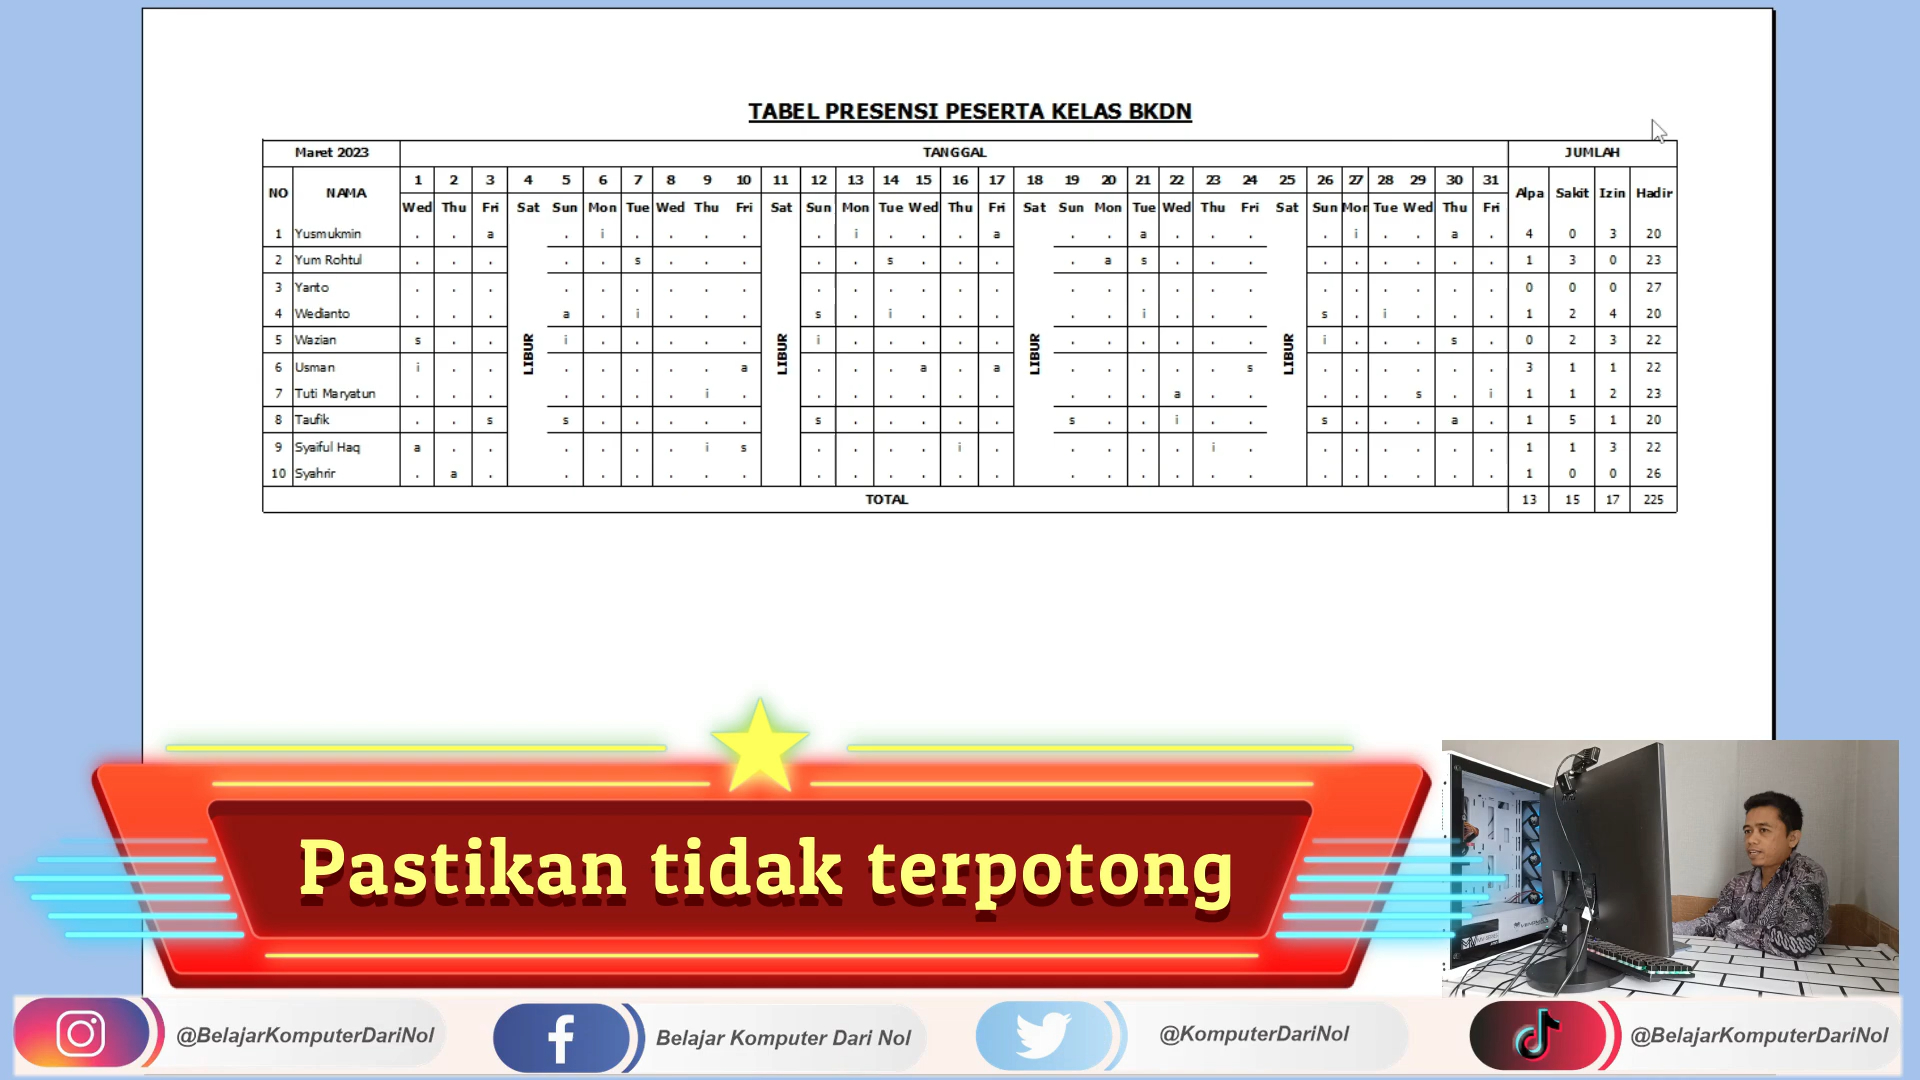 TABEL PRESENSI PESERTA KELAS BKDN
Maret 2023 TANGGAL JUMLAH
NO NAMA 1 2 3 4 5 6 7 8 9 10 11 12 13 14 15 16 17 18 19 20 21 22 23 24 25 26 27 28 29 30 31 Alpa Sakit Izin Hadir
Wed Thu Fri Sat Sun Mon Tue Wed Thu Fri Sat Sun Mon Tue Wed Thu Fri Sat Sun Mon Tue Wed Thu Fri Sat Sun Mon Tue Wed Thu Fri
1 Yusmukmin . . a . i . . . . . i . . . a . . a . . . . i . . a . 4 0 3 20
2 Yum Rohtul . . . . . s . . . . . s . . . . a s . . . . . . . . . 1 3 0 23
3 Yanto . . . . . . . . . . . . . . . . . . . . . . . . . . . 0 0 0 27
4 Wedianto . . . a . i . . . s . i . . . . . i . . . s . i . . . 1 2 4 20
5 Wazian s . . i . . . . . i . . . . . . . . . . . i . . . s . 0 2 3 22
6 Usman i . . . . . . . a . . . a . a . . . . . s . . . . . . 3 1 1 22
7 Tuti Maryatun . . . . . . . i . . . . . . . . . . a . . . . . s . i 1 1 2 23
8 Taufik . . s s . . . . . s . . . . . s . . i . . s . . . a . 1 5 1 20
9 Syaiful Haq a . . . . . . i s . . . . i . . . . . i . . . . . . . 1 1 3 22
10 Syahrir . a . . . . . . . . . . . . . . . . . . . . . . . . . 1 0 0 26
LIBUR LIBUR LIBUR LIBUR
TOTAL 13 15 17 225
Pastikan tidak terpotong
@BelajarKomputerDariNol Belajar Komputer Dari Nol @KomputerDariNol @BelajarKomputerDariNol